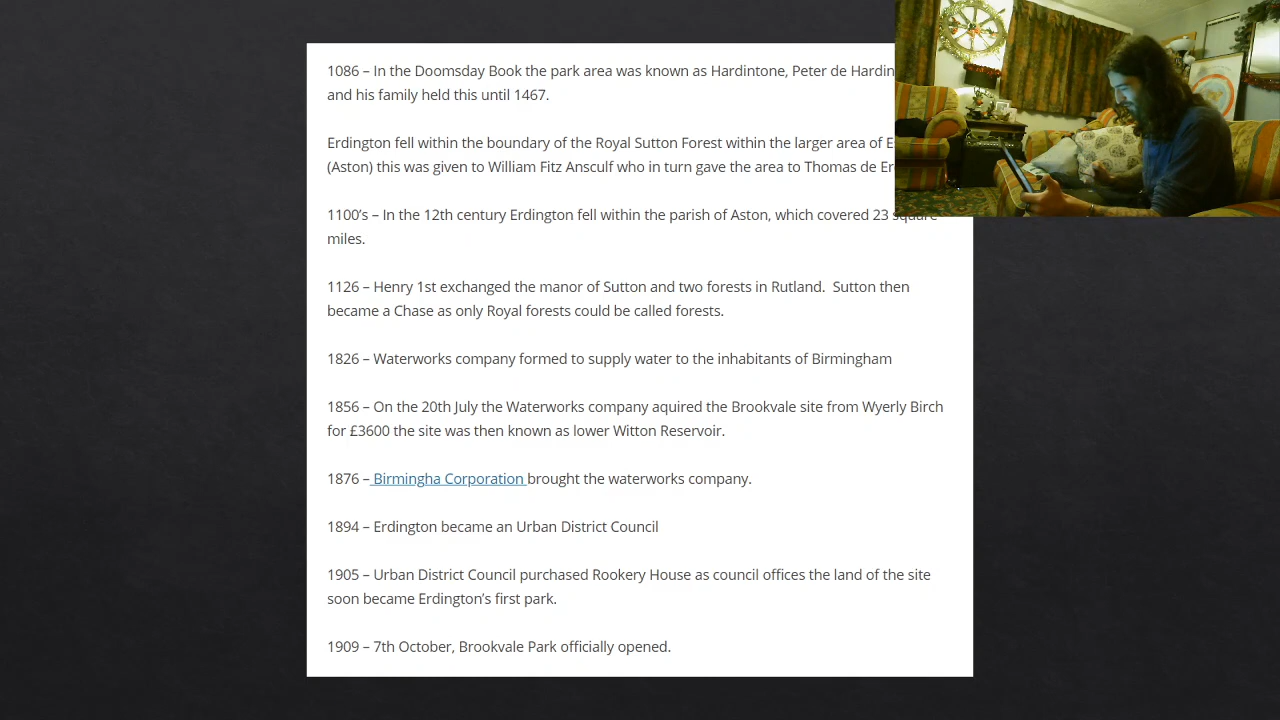 1086 – In the Doomsday Book the park area was known as Hardintone, Peter de
and his family held this until 1467.
Erdington fell within the boundary of the Royal Sutton Forest within the larger area of
(Aston) this was given to William Fitz Ansculf who in turn gave the area to Thomas de
1100’s – In the 12th century Erdington fell within the parish of Aston, which covered 23 square
miles.
1126 – Henry 1st exchanged the manor of Sutton and two forests in Rutland.  Sutton then
became a Chase as only Royal forests could be called forests.
1826 – Waterworks company formed to supply water to the inhabitants of Birmingham
1856 – On the 20th July the Waterworks company aquired the Brookvale site from Wyerly Birch
for £3600 the site was then known as lower Witton Reservoir.
1876 – Birmingha Corporation brought the waterworks company.
1894 – Erdington became an Urban District Council
1905 – Urban District Council purchased Rookery House as council offices the land of the site
soon became Erdington’s first park.
1909 – 7th October, Brookvale Park officially opened.